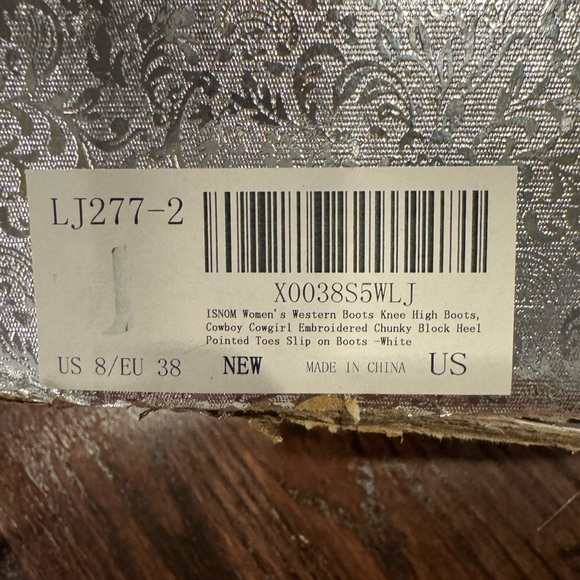 LJ277-2
X0038S5WLJ
ISNOM Women's Western Boots Knee High Boots,
Cowboy Cowgirl Embroidered Chunky Block Heel
Pointed Toes Slip on Boots -White
US 8/EU 38 NEW MADE IN CHINA US